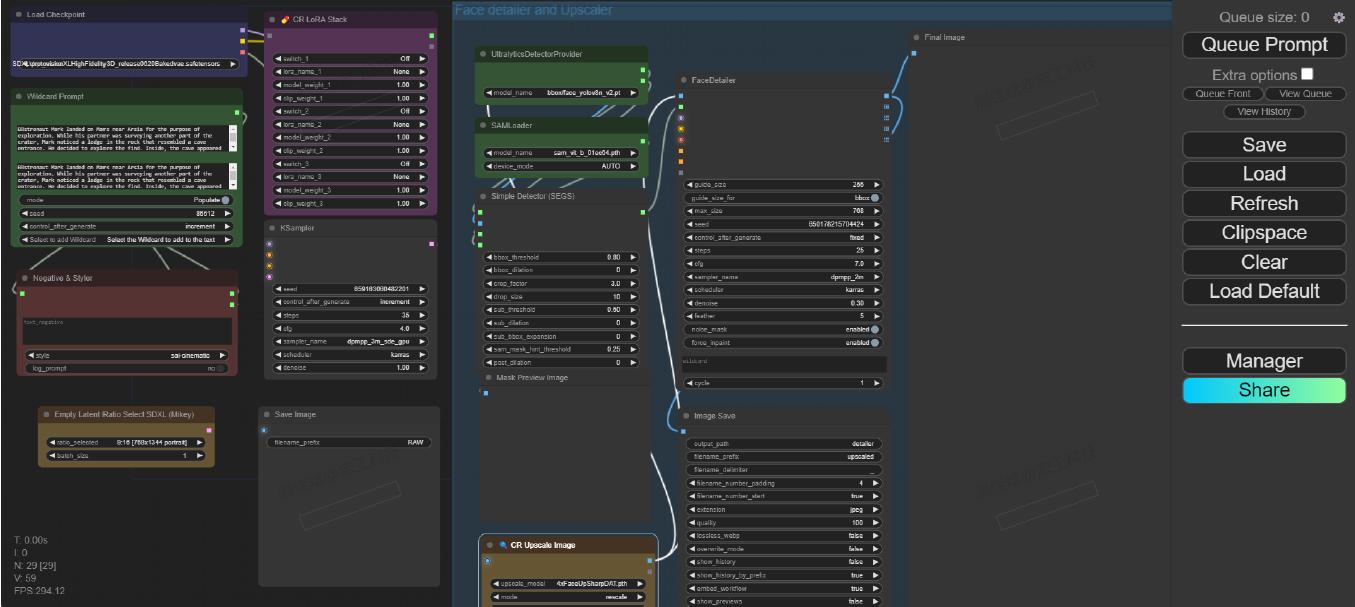 Load Checkpoint
CR LoRA Stack
switch_1 Off
lora_name_1 None
model_weight_1 1.00
clip_weight_1 1.00
switch_2 Off
lora_name_2 None
model_weight_2 1.00
clip_weight_2 1.00
switch_3 Off
lora_name_3 None
model_weight_3 1.00
clip_weight_3 1.00
Wildcard Prompt
Astronaut Mark landed on Mars near Arsia for the purpose of
exploration. While his partner was surveying another part of the
crater, Mark noticed a ledge in the rock that resembled a cave
entrance. He decided to explore the find. Inside, the cave appeared
Astronaut Mark landed on Mars near Arsia for the purpose of
exploration. While his partner was surveying another part of the
crater, Mark noticed a ledge in the rock that resembled a cave
entrance. He decided to explore the find. Inside, the cave appeared
mode Populate
seed 86612
control_after_generate increment
Select to add Wildcard Select the Wildcard to add to the text
KSampler
seed
control_after_generate increment
steps 35
cfg 4.0
sampler_name dpmpp_3m_sde_gpu
scheduler karras
denoise 1.00
Negative & Styler
text_negative
style sai-cinematic
log_prompt no
Empty Latent Ratio Select SDXL (Mikey)
ratio_selected 9:16 [768x1344 portrait]
batch_size 1
Save Image
filename_prefix RAW
T: 0.00s
I: 0
N: 29 [29]
V: 59
FPS:294.12
Face detailer and Upscaler
UltralyticsDetectorProvider
model_name bbox/face_yolov8n_v2.pt
SAMLoader
model_name sam_vit_b_01ec64.pth
device_mode AUTO
Simple Detector (SEGS)
bbox_threshold 0.80
bbox_dilation 0
crop_factor 3.0
drop_size 10
sub_threshold 0.50
sub_dilation 0
sub_bbox_expansion 0
sam_mask_hint_threshold 0.25
post_dilation 0
Mask Preview Image
CR Upscale Image
upscale_model 4xFaceUpSharpDAT.pth
mode rescale
FaceDetailer
guide_size 256
guide_size_for bbox
max_size 768
seed 650178215704424
control_after_generate fixed
steps 25
cfg 7.0
sampler_name dpmpp_2m
scheduler karras
denoise 0.30
feather 5
noise_mask enabled
force_inpaint enabled
wildcard
cycle 1
Image Save
output_path detailer
filename_prefix upscaled
filename_delimiter _
filename_number_padding 4
filename_number_start true
extension jpeg
quality 100
lossless_webp false
overwrite_mode false
show_history false
show_history_by_prefix true
embed_workflow true
show_previews false
Final Image
Queue size: 0
Queue Prompt
Extra options
Queue Front View Queue
View History
Save
Load
Refresh
Clipspace
Clear
Load Default
Manager
Share